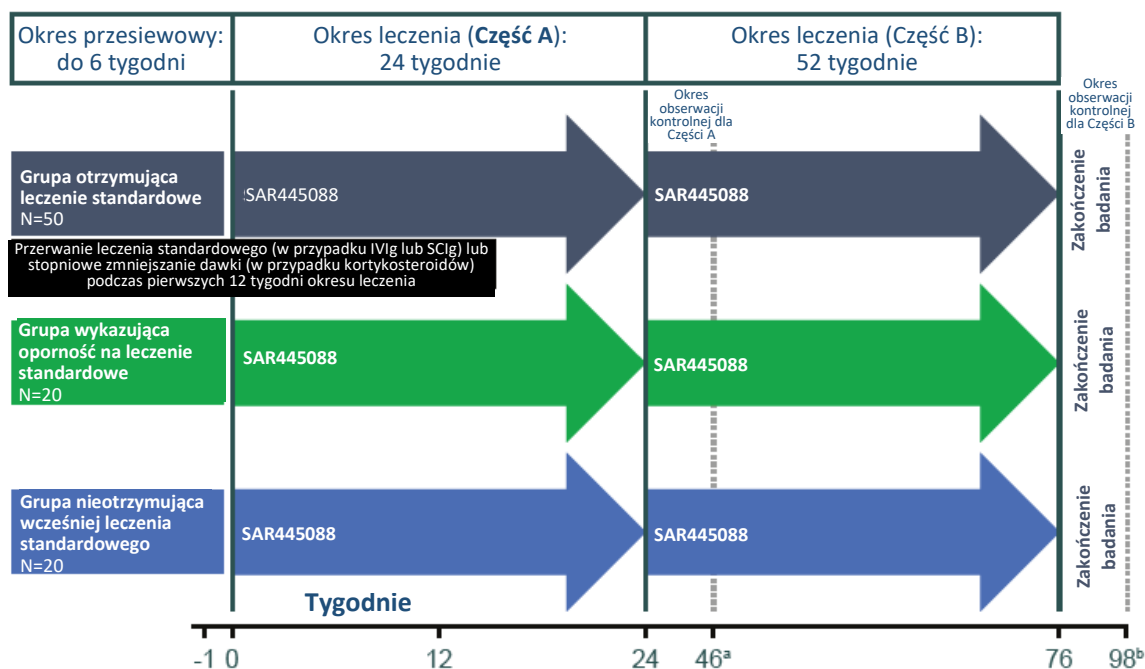 Okres przesiewowy:
do 6 tygodni
Okres leczenia (Część A):
24 tygodnie
Okres leczenia (Część B):
52 tygodnie
Okres
obserwacji
kontrolnej dla
Części A
Okres
obserwacji
kontrolnej
dla Części B
Grupa otrzymująca
leczenie standardowe
N=50
SAR445088
SAR445088
Zakończenie
badania
Przerwanie leczenia standardowego (w przypadku IVIg lub SCIg) lub
stopniowe zmniejszanie dawki (w przypadku kortykosteroidów)
podczas pierwszych 12 tygodni okresu leczenia
Grupa wykazująca
oporność na leczenie
standardowe
N=20
SAR445088
SAR445088
Zakończenie
badania
Grupa nieotrzymująca
wcześniej leczenia
standardowego
N=20
SAR445088
SAR445088
Zakończenie
badania
Tygodnie
-1 0 12 24 46ᵃ 76 98ᵇ